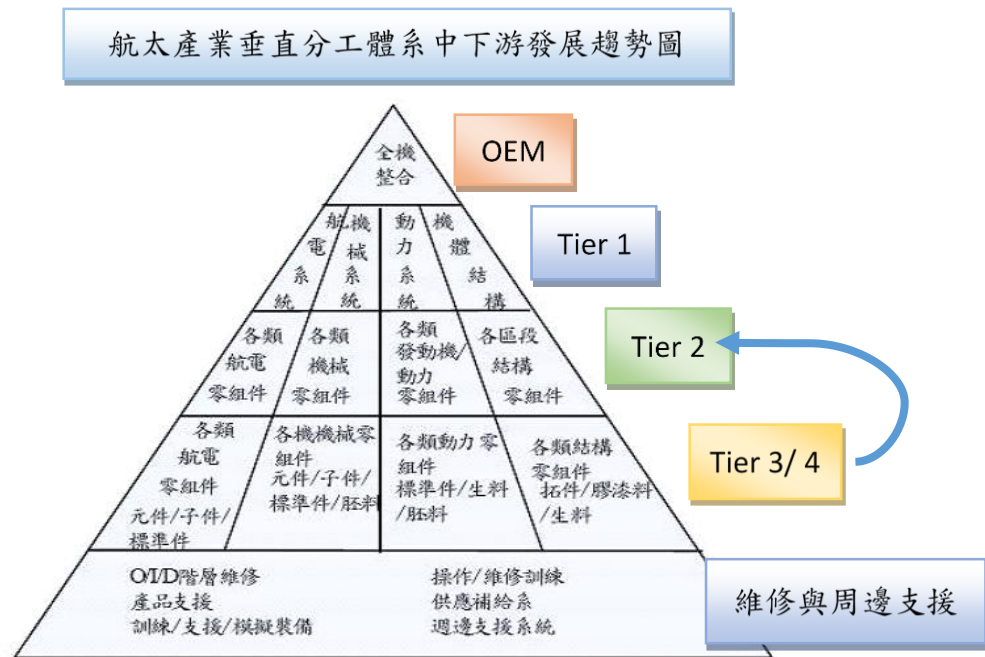 航太產業垂直分工體系中下游發展趨勢圖
全機
整合
OEM
航電系統
機械系統
動力系統
機體結構
Tier 1
各類
航電
零組件
各類
機械
零組件
各類
發動機/
動力
零組件
各區段
結構
零組件
Tier 2
各類
航電
零組件
元件/子件/
標準件
各機機械零
組件
元件/子件/
標準件/胚料
各類動力零
組件
標準件/生料
/胚料
各類結構
零組件
拓件/膠漆料
/生料
Tier 3/ 4
O/I/D階層維修
產品支援
訓練/支援/模擬裝備
操作/維修訓練
供應補給系
週邊支援系統
維修與周邊支援